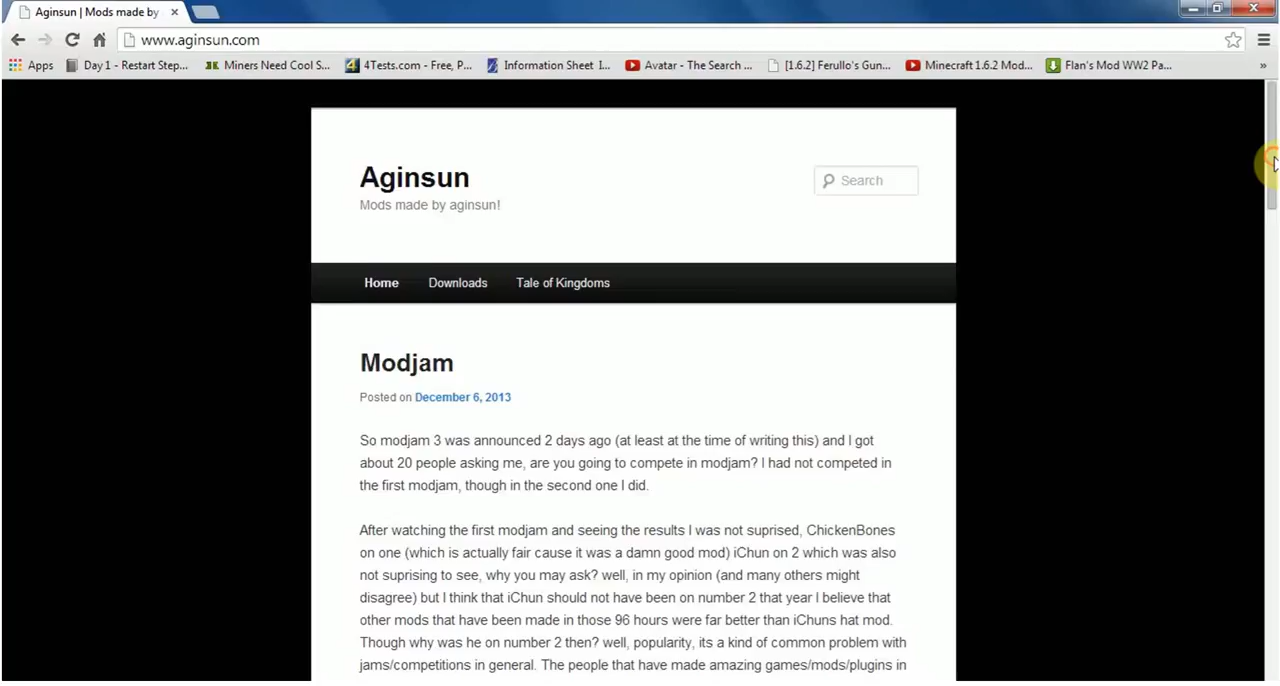 Aginsun | Mods made by
www.aginsun.com
Apps Day 1 - Restart Step... Miners Need Cool S... 4Tests.com - Free, P... Information Sheet I... Avatar - The Search ... [1.6.2] Ferullo's Gun... Minecraft 1.6.2 Mod... Flan's Mod WW2 Pa... »
Aginsun
Search
Mods made by aginsun!
Home Downloads Tale of Kingdoms
Modjam
Posted on December 6, 2013
So modjam 3 was announced 2 days ago (at least at the time of writing this) and I got
about 20 people asking me, are you going to compete in modjam? I had not competed in
the first modjam, though in the second one I did.
After watching the first modjam and seeing the results I was not suprised, ChickenBones
on one (which is actually fair cause it was a damn good mod) iChun on 2 which was also
not suprising to see, why you may ask? well, in my opinion (and many others might
disagree) but I think that iChun should not have been on number 2 that year I believe that
other mods that have been made in those 96 hours were far better than iChuns hat mod.
Though why was he on number 2 then? well, popularity, its a kind of common problem with
jams/competitions in general. The people that have made amazing games/mods/plugins in